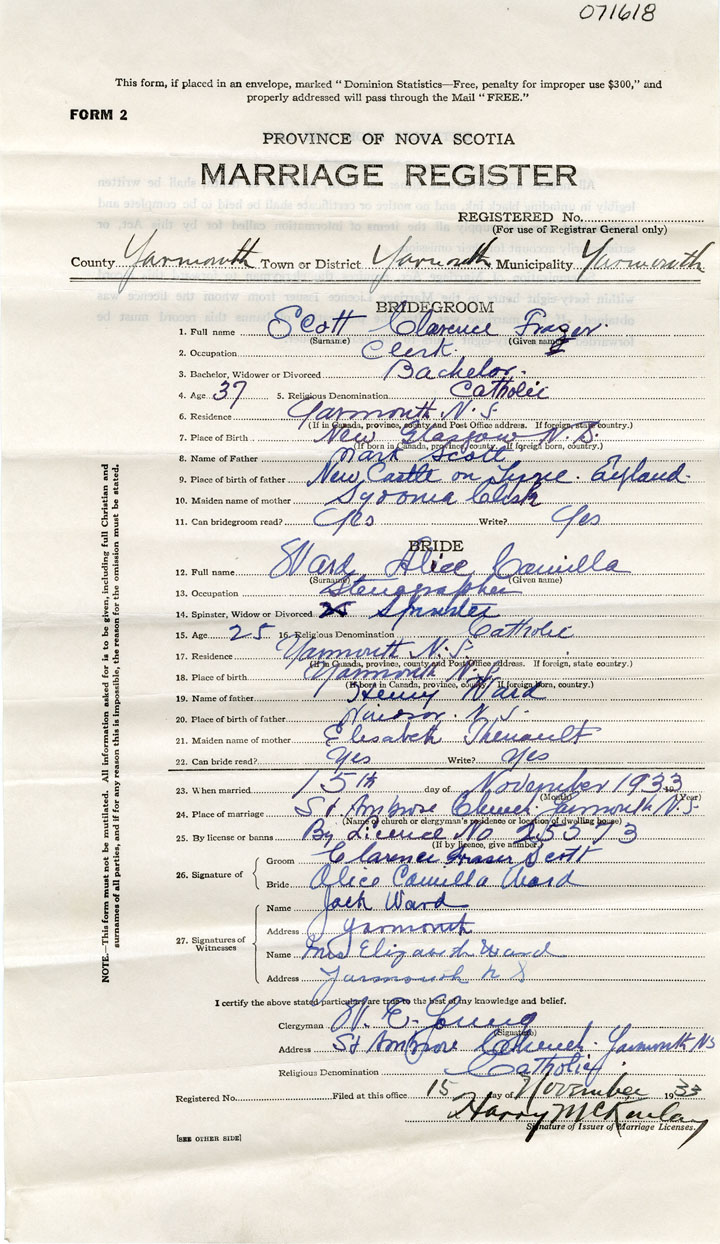 071618
This form, if placed in an envelope, marked "Dominion Statistics—Free, penalty for improper use $300," and
properly addressed will pass through the Mail "FREE."
FORM 2
PROVINCE OF NOVA SCOTIA
MARRIAGE REGISTER
REGISTERED No.
(For use of Registrar General only)
County Yarmouth Town or District Yarmouth Municipality Yarmouth
BRIDEGROOM
1. Full name Scott Clarence Frazer
(Surname) (Given name)
2. Occupation Clerk.
3. Bachelor, Widower or Divorced Bachelor.
4. Age 37 5. Religious Denomination Catholic
6. Residence Yarmouth N.S.
(If in Canada, province, county and Post Office address. If foreign, state country.)
7. Place of Birth New Glasgow N.S.
(If born in Canada, province, county. If foreign born, country.)
8. Name of Father Mark Scott
9. Place of birth of father New Castle on Tyne. England.
10. Maiden name of mother
11. Can bridegroom read? Yes Write? Yes
BRIDE
12. Full name Ward Alice Camilla
(Surname) (Given name)
13. Occupation Stenographer
14. Spinster, Widow or Divorced Spinster
15. Age 25 16. Religious Denomination Catholic
17. Residence Yarmouth N.S.
(If in Canada, province, county and Post Office address. If foreign, state country.)
18. Place of birth Yarmouth N.S.
(If born in Canada, province, county. If foreign born, country.)
19. Name of father Henry Ward
20. Place of birth of father Windsor. N.S.
21. Maiden name of mother Elisabeth Theriault
22. Can bride read? Yes Write? Yes
23. When married 15th day of November 1933
(Month) (Year)
24. Place of marriage St. Ambrose Church Yarmouth N.S.
(Name of church or clergyman's residence or location of dwelling house)
25. By license or banns By Licence No 25573
(If by licence, give number)
26. Signature of
Groom Clarence Fraser Scott
Bride Alice Camilla Ward
27. Signatures of Witnesses
Name Jack Ward
Address Yarmouth
Name Mrs Elizabeth Ward
Address Yarmouth N S
I certify the above stated particulars are true to the best of my knowledge and belief.
Clergyman W. E. Young
(Signature)
Address St Ambrose Church. Yarmouth NS
Religious Denomination Catholic
Registered No. Filed at this office 15 day of November 1933
Harry McKinlay
Signature of Issuer of Marriage Licenses.
[SEE OTHER SIDE]
NOTE.—This form must not be mutilated. All information asked for is to be given, including full Christian and
surnames of all parties, and if for any reason this is impossible, the reason for the omission must be stated.